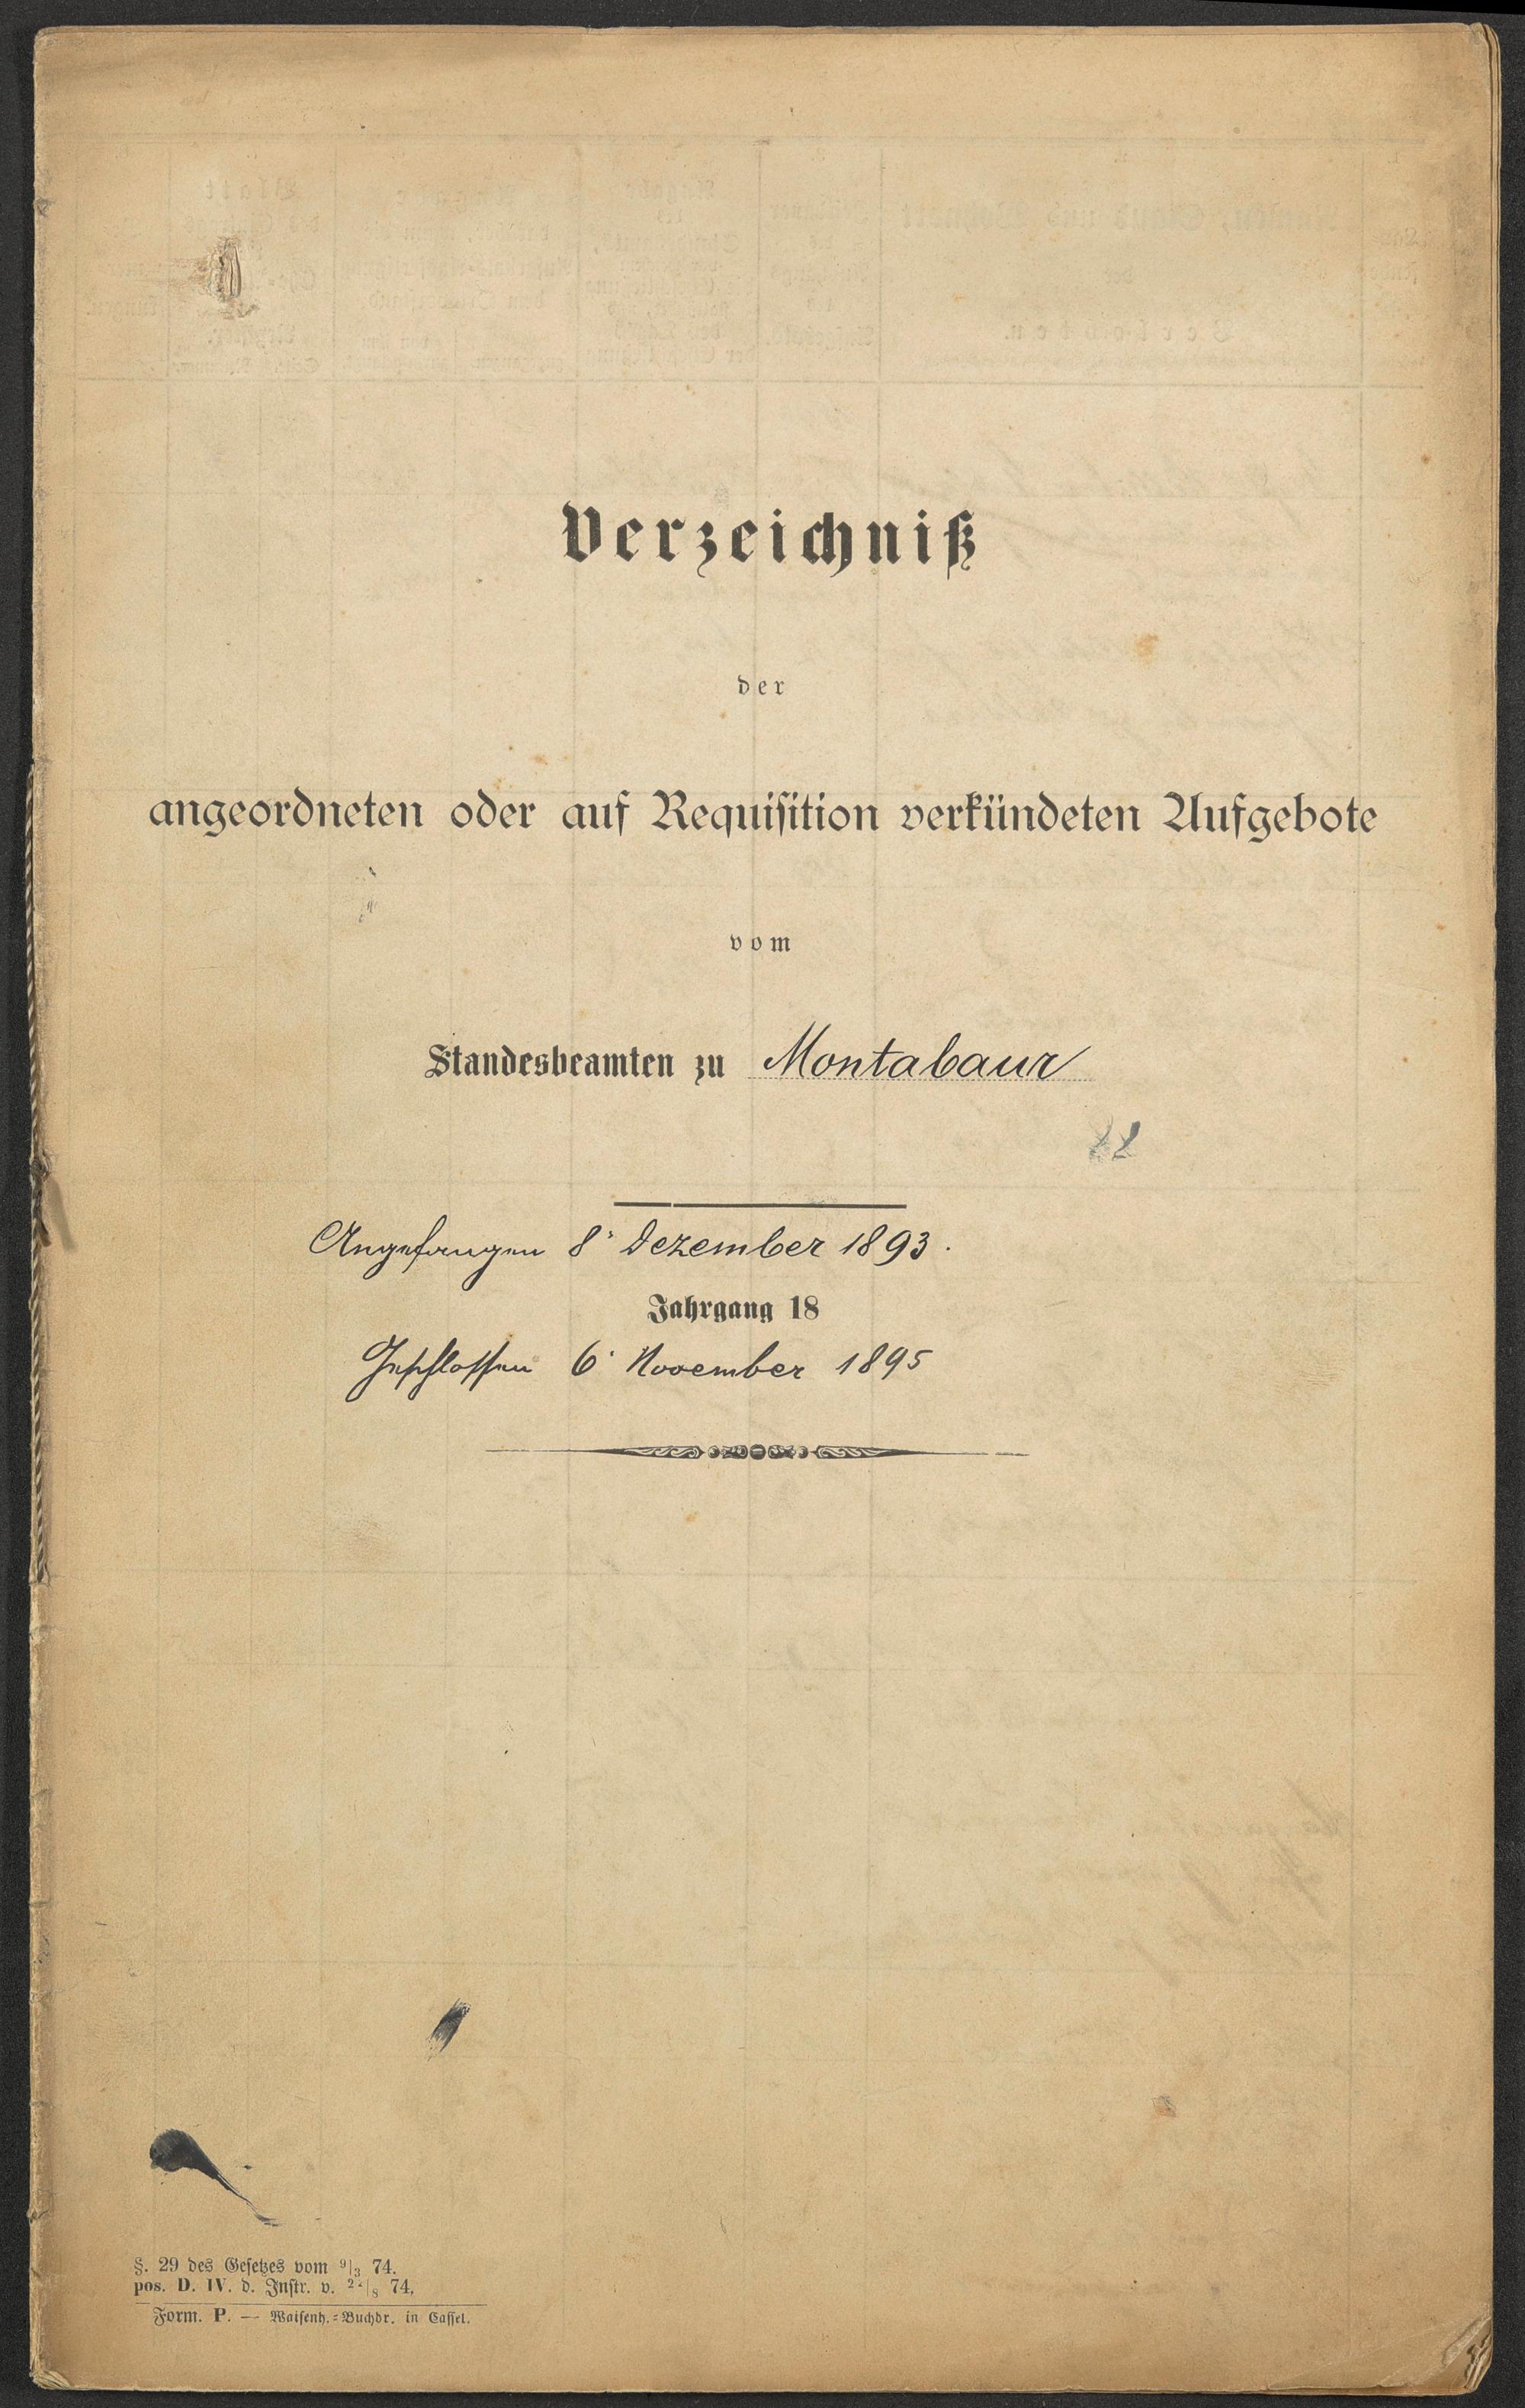 Verzeichniß
der
angeordneten oder auf Requisition verkündeten Aufgebote
vom
Standesbeamten zu Montabaur
22
Angefangen 8' Dezember 1893.
Jahrgang 18
Geschlossen 6' November 1895
§. 29 des Gesetzes vom 9/3 74.
pos. D. IV. d. Instr. v. 22/8 74.
Form. P. — Waisenh.=Buchdr. in Cassel.